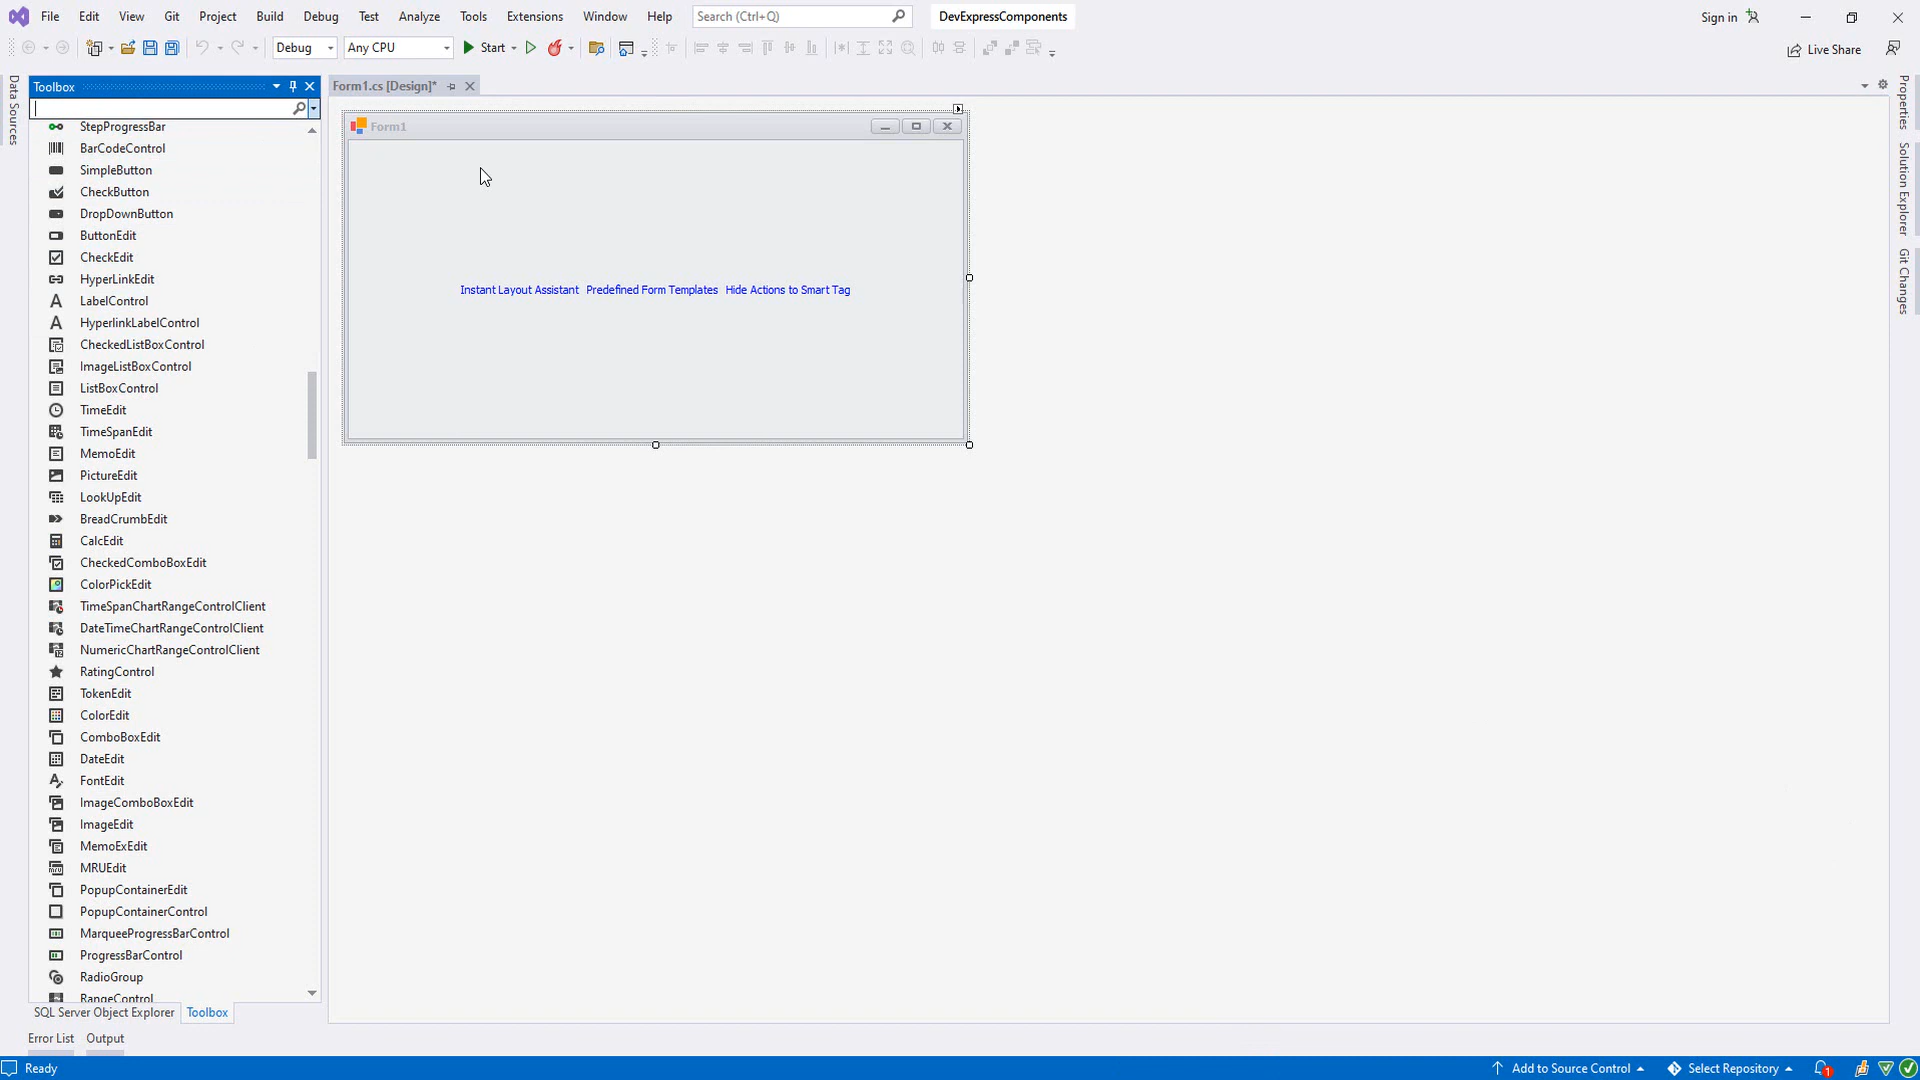 File Edit View Git Project Build Debug Test Analyze Tools Extensions Window Help Search (Ctrl+Q) DevExpressComponents Sign in
Debug Any CPU Start Live Share
Data Sources
Toolbox
StepProgressBar
BarCodeControl
SimpleButton
CheckButton
DropDownButton
ButtonEdit
CheckEdit
HyperLinkEdit
LabelControl
HyperlinkLabelControl
CheckedListBoxControl
ImageListBoxControl
ListBoxControl
TimeEdit
TimeSpanEdit
MemoEdit
PictureEdit
LookUpEdit
BreadCrumbEdit
CalcEdit
CheckedComboBoxEdit
ColorPickEdit
TimeSpanChartRangeControlClient
DateTimeChartRangeControlClient
NumericChartRangeControlClient
RatingControl
TokenEdit
ColorEdit
ComboBoxEdit
DateEdit
FontEdit
ImageComboBoxEdit
ImageEdit
MemoExEdit
MRUEdit
PopupContainerEdit
PopupContainerControl
MarqueeProgressBarControl
ProgressBarControl
RadioGroup
RangeControl
SQL Server Object Explorer Toolbox
Form1.cs [Design]*
Form1
Instant Layout Assistant Predefined Form Templates Hide Actions to Smart Tag
Properties
Solution Explorer
Git Changes
Error List Output
Ready Add to Source Control Select Repository 1